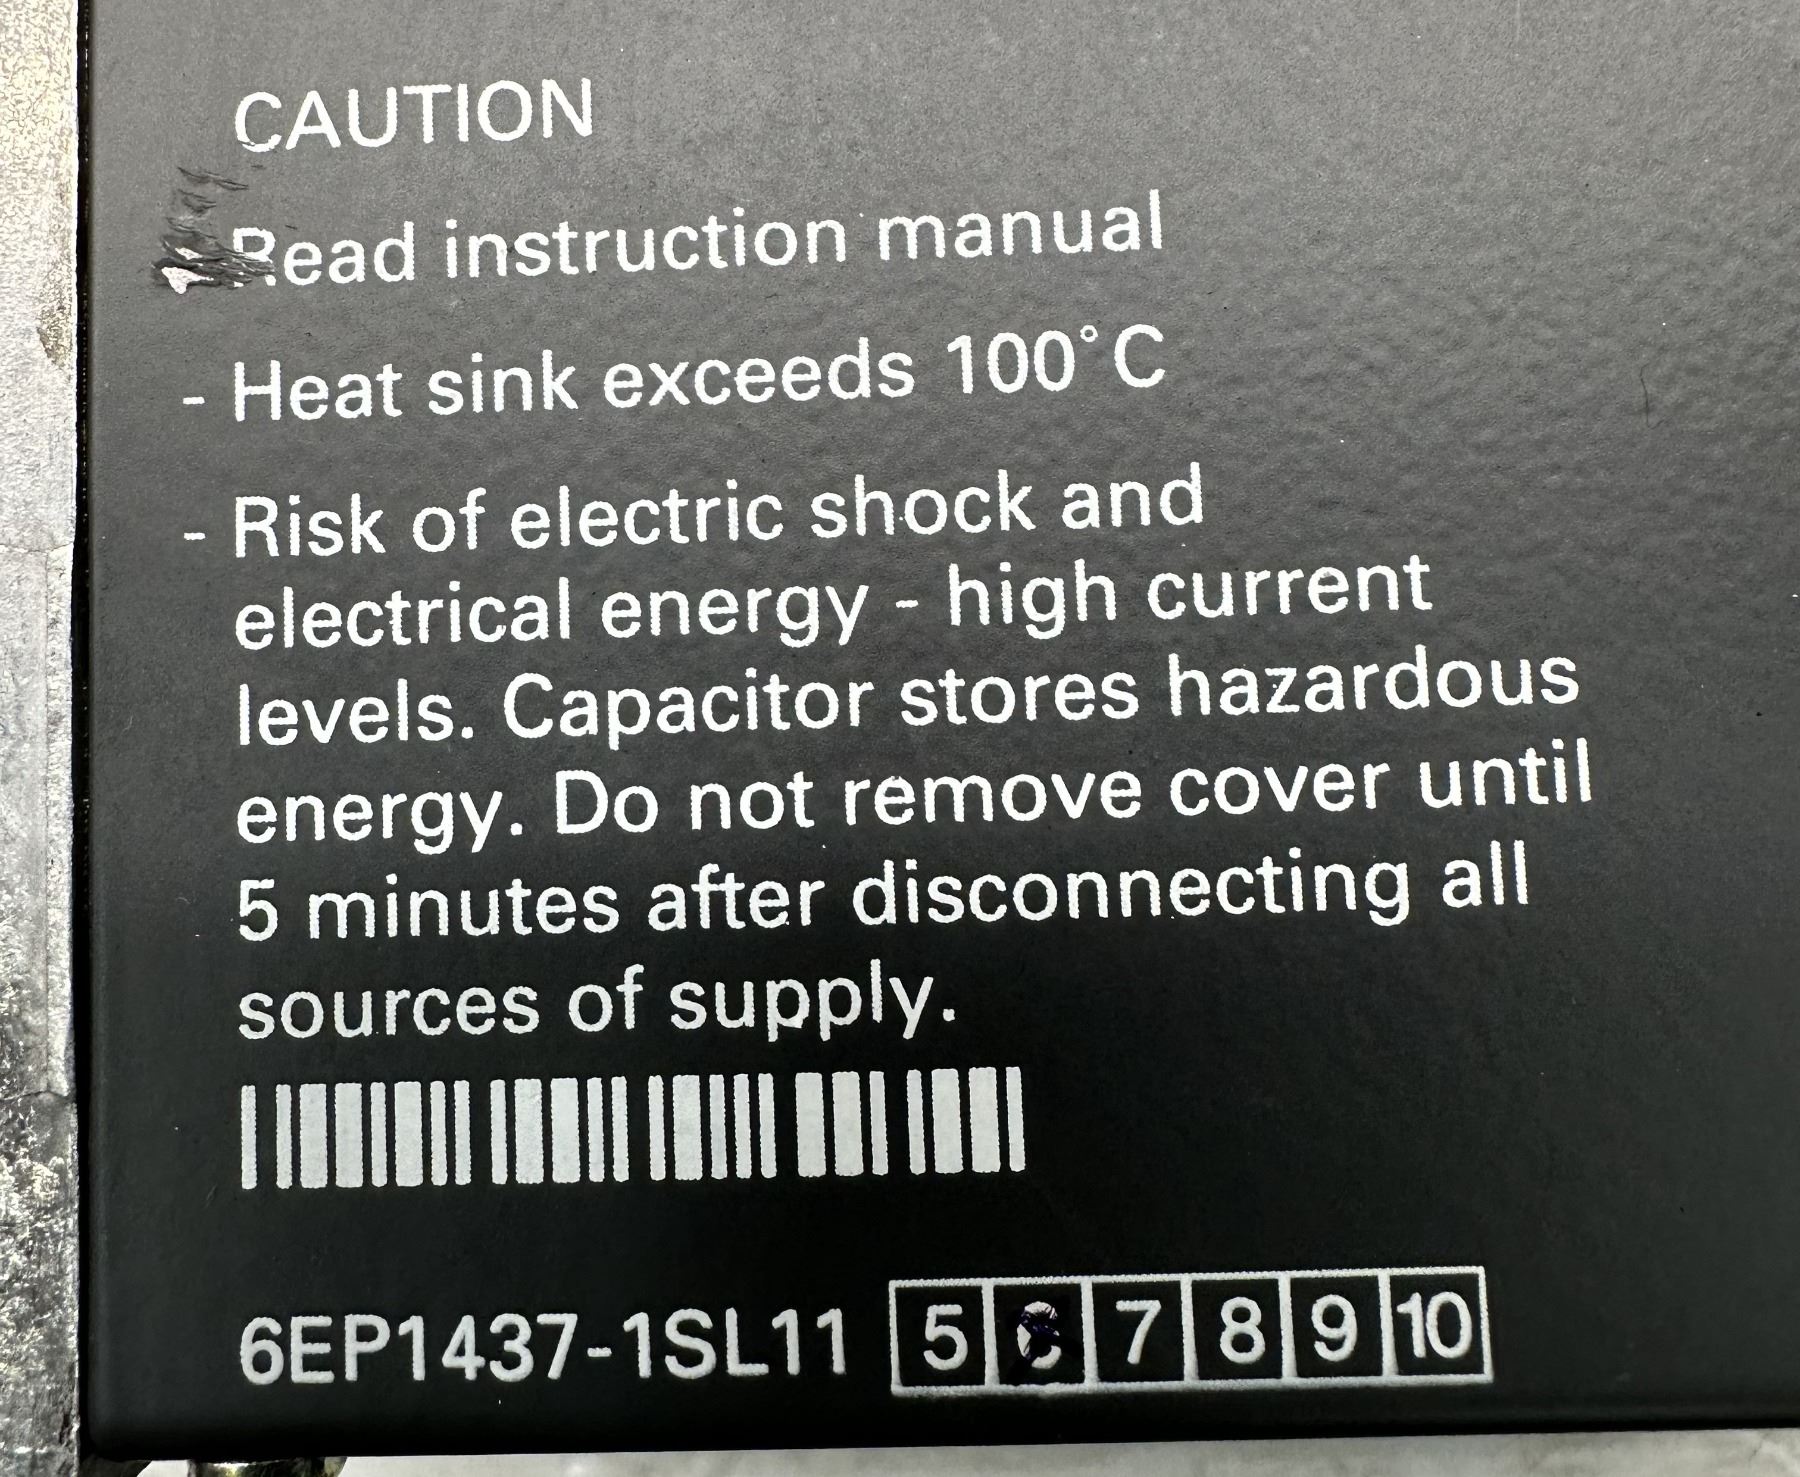 CAUTION
Read instruction manual
- Heat sink exceeds 100°C
- Risk of electric shock and
electrical energy - high current
levels. Capacitor stores hazardous
energy. Do not remove cover until
5 minutes after disconnecting all
sources of supply.
6EP1437-1SL11 5 6 7 8 9 10